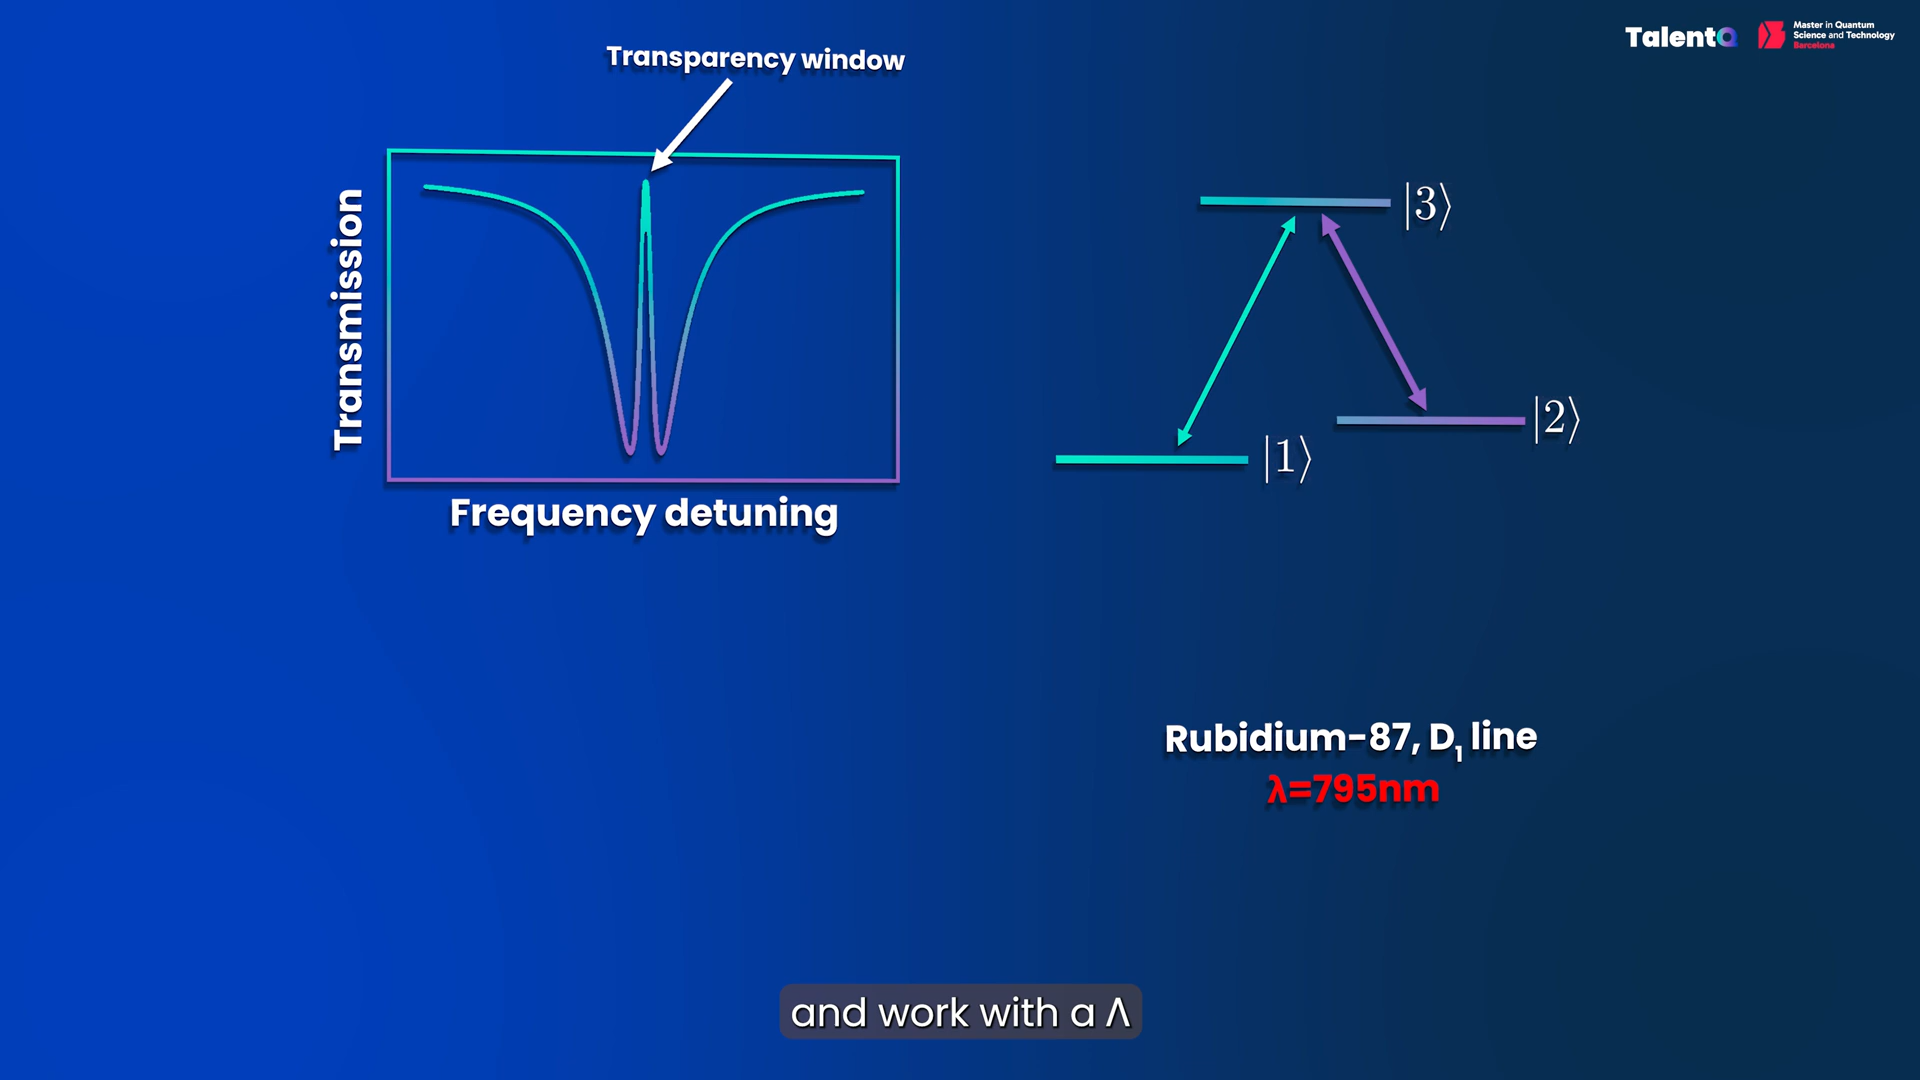 TalentQ
Master in Quantum
Science and Technology
Barcelona
Transparency window
Transmission
Frequency detuning
|3⟩
|2⟩
|1⟩
Rubidium-87, D₁ line
λ=795nm
and work with a Λ